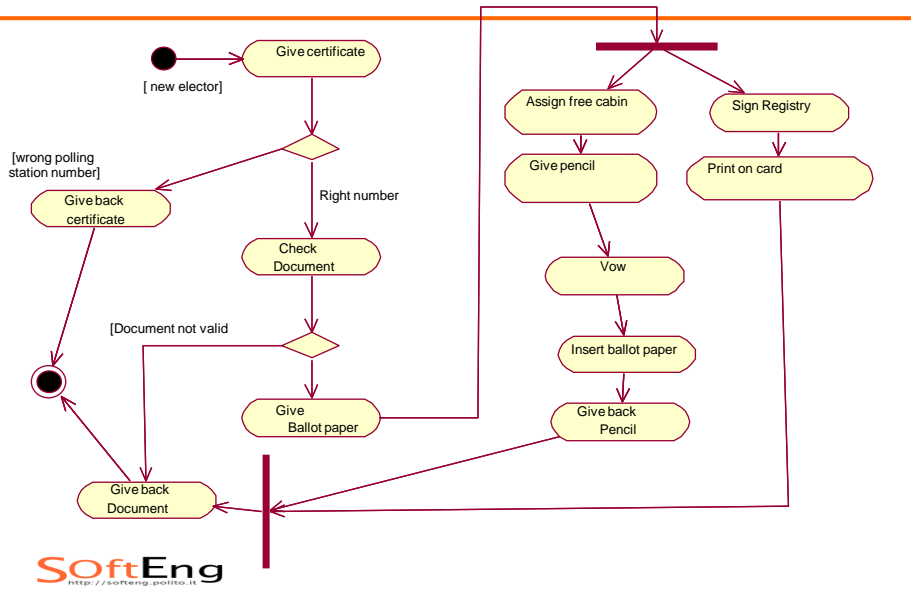 Give certificate
[ new elector]
[wrong polling
station number]
Give back
certificate
Right number
Check
Document
[Document not valid
Give
Ballot paper
Give back
Document
Assign free cabin
Give pencil
Vow
Insert ballot paper
Give back
Pencil
Sign Registry
Print on card
SOftEng
http://softeng.polito.it